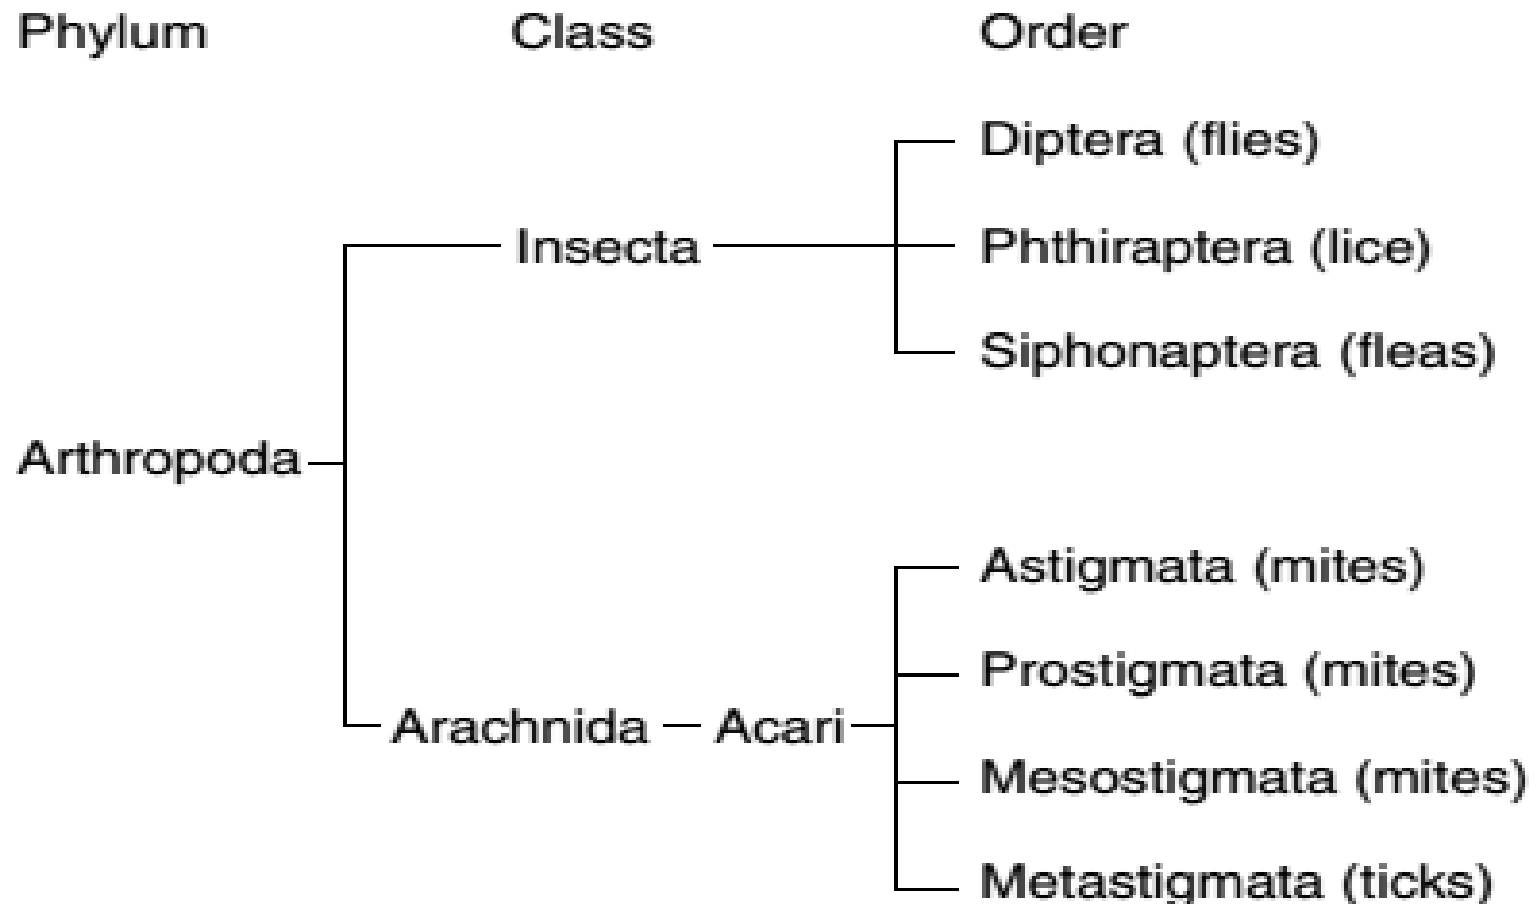 Phylum Class Order
Diptera (flies)
Insecta Phthiraptera (lice)
Siphonaptera (fleas)
Arthropoda
Astigmata (mites)
Prostigmata (mites)
Arachnida Acari
Mesostigmata (mites)
Metastigmata (ticks)